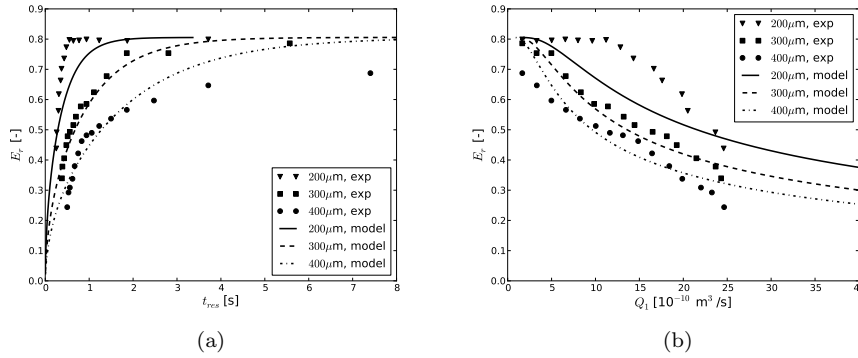 0.9
0.8
0.7
0.6
0.5
0.4
0.3
0.2
0.1
0.0
E_r [-]
0 1 2 3 4 5 6 7 8
t_res [s]
200μm, exp
300μm, exp
400μm, exp
200μm, model
300μm, model
400μm, model
(a)
0.9
0.8
0.7
0.6
0.5
0.4
0.3
0.2
0.1
0.0
E_r [-]
0 5 10 15 20 25 30 35 40
Q_1 [10^-10 m^3/s]
200μm, exp
300μm, exp
400μm, exp
200μm, model
300μm, model
400μm, model
(b)